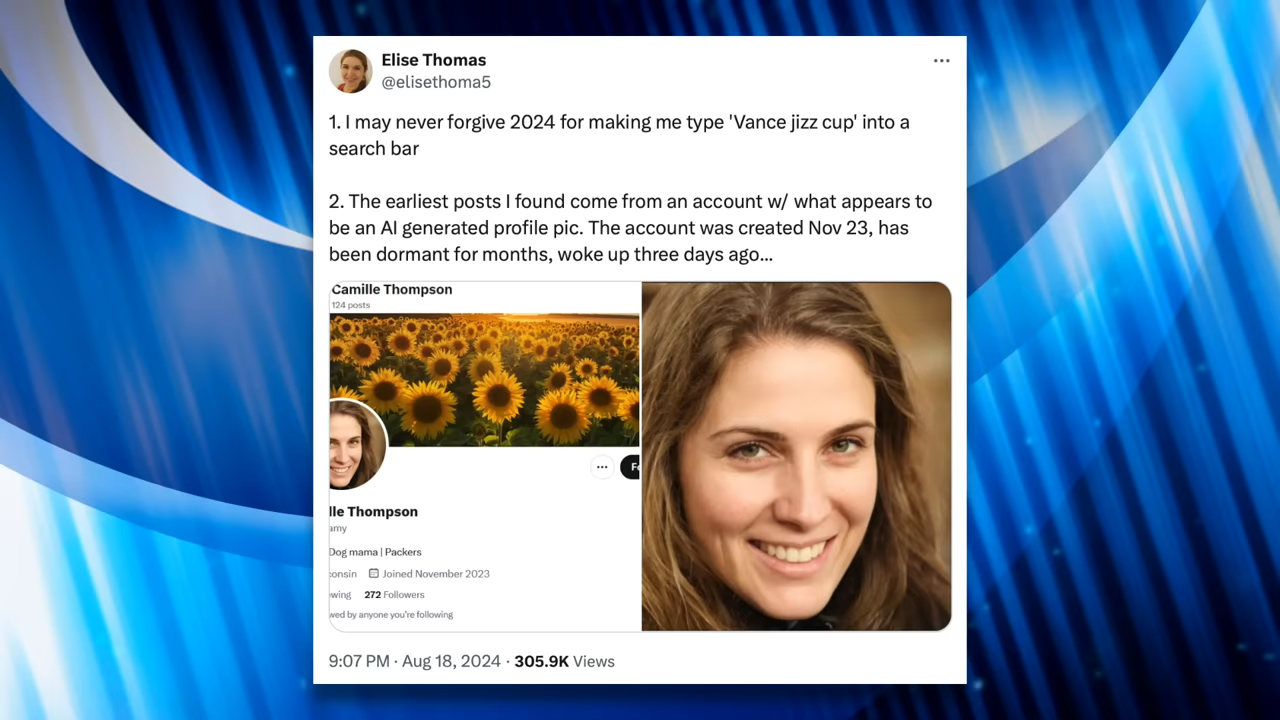 Elise Thomas
@elisethoma5
1. I may never forgive 2024 for making me type 'Vance jizz cup' into a
search bar
2. The earliest posts I found come from an account w/ what appears to
be an AI generated profile pic. The account was created Nov 23, has
been dormant for months, woke up three days ago...
Camille Thompson
124 posts
lle Thompson
amy
Dog mama | Packers
consin Joined November 2023
wing 272 Followers
wed by anyone you're following
9:07 PM · Aug 18, 2024 · 305.9K Views